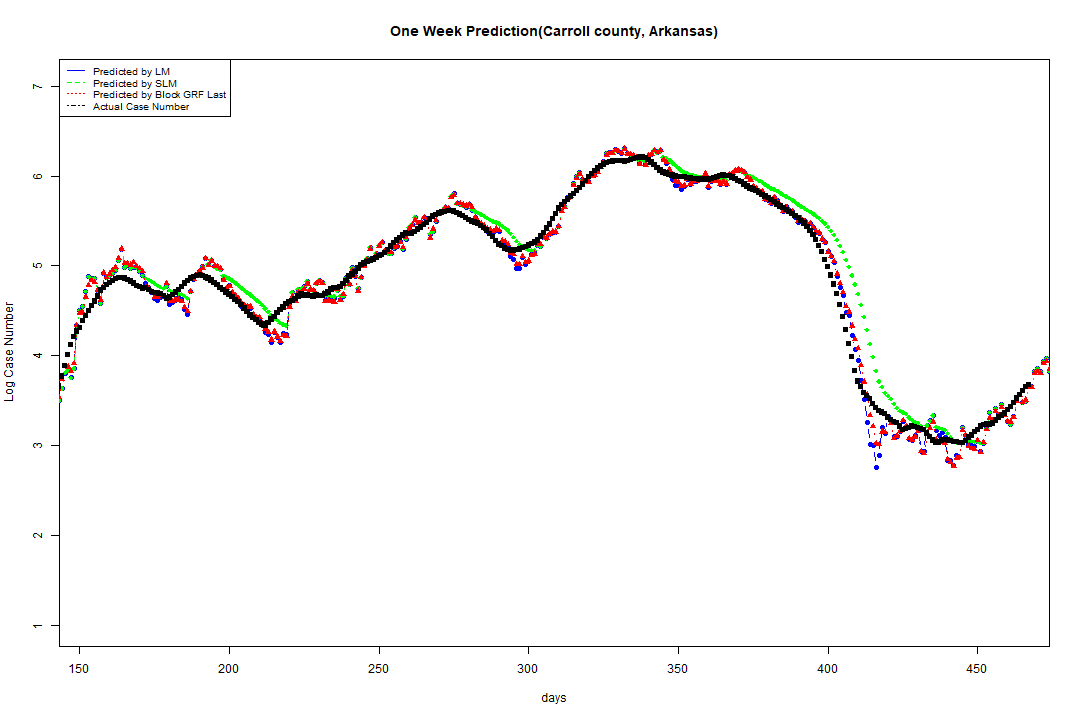 One Week Prediction(Carroll county, Arkansas)
Predicted by LM
Predicted by SLM
Predicted by Block GRF Last
Actual Case Number
7
6
5
4
3
2
1
Log Case Number
150 200 250 300 350 400 450
days